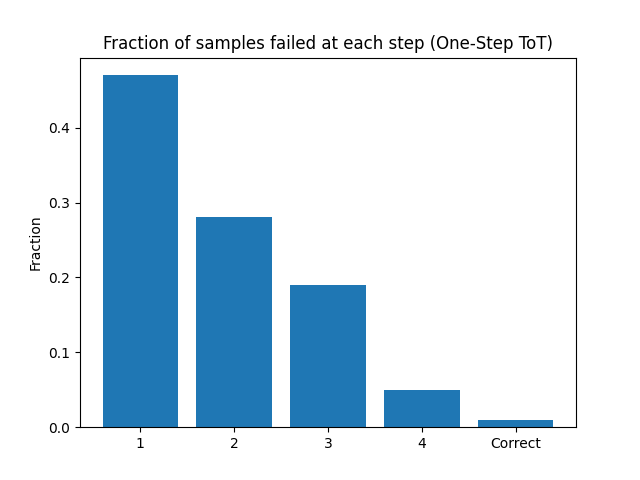 Fraction of samples failed at each step (One-Step ToT)
Fraction
0.4
0.3
0.2
0.1
0.0
1 2 3 4 Correct